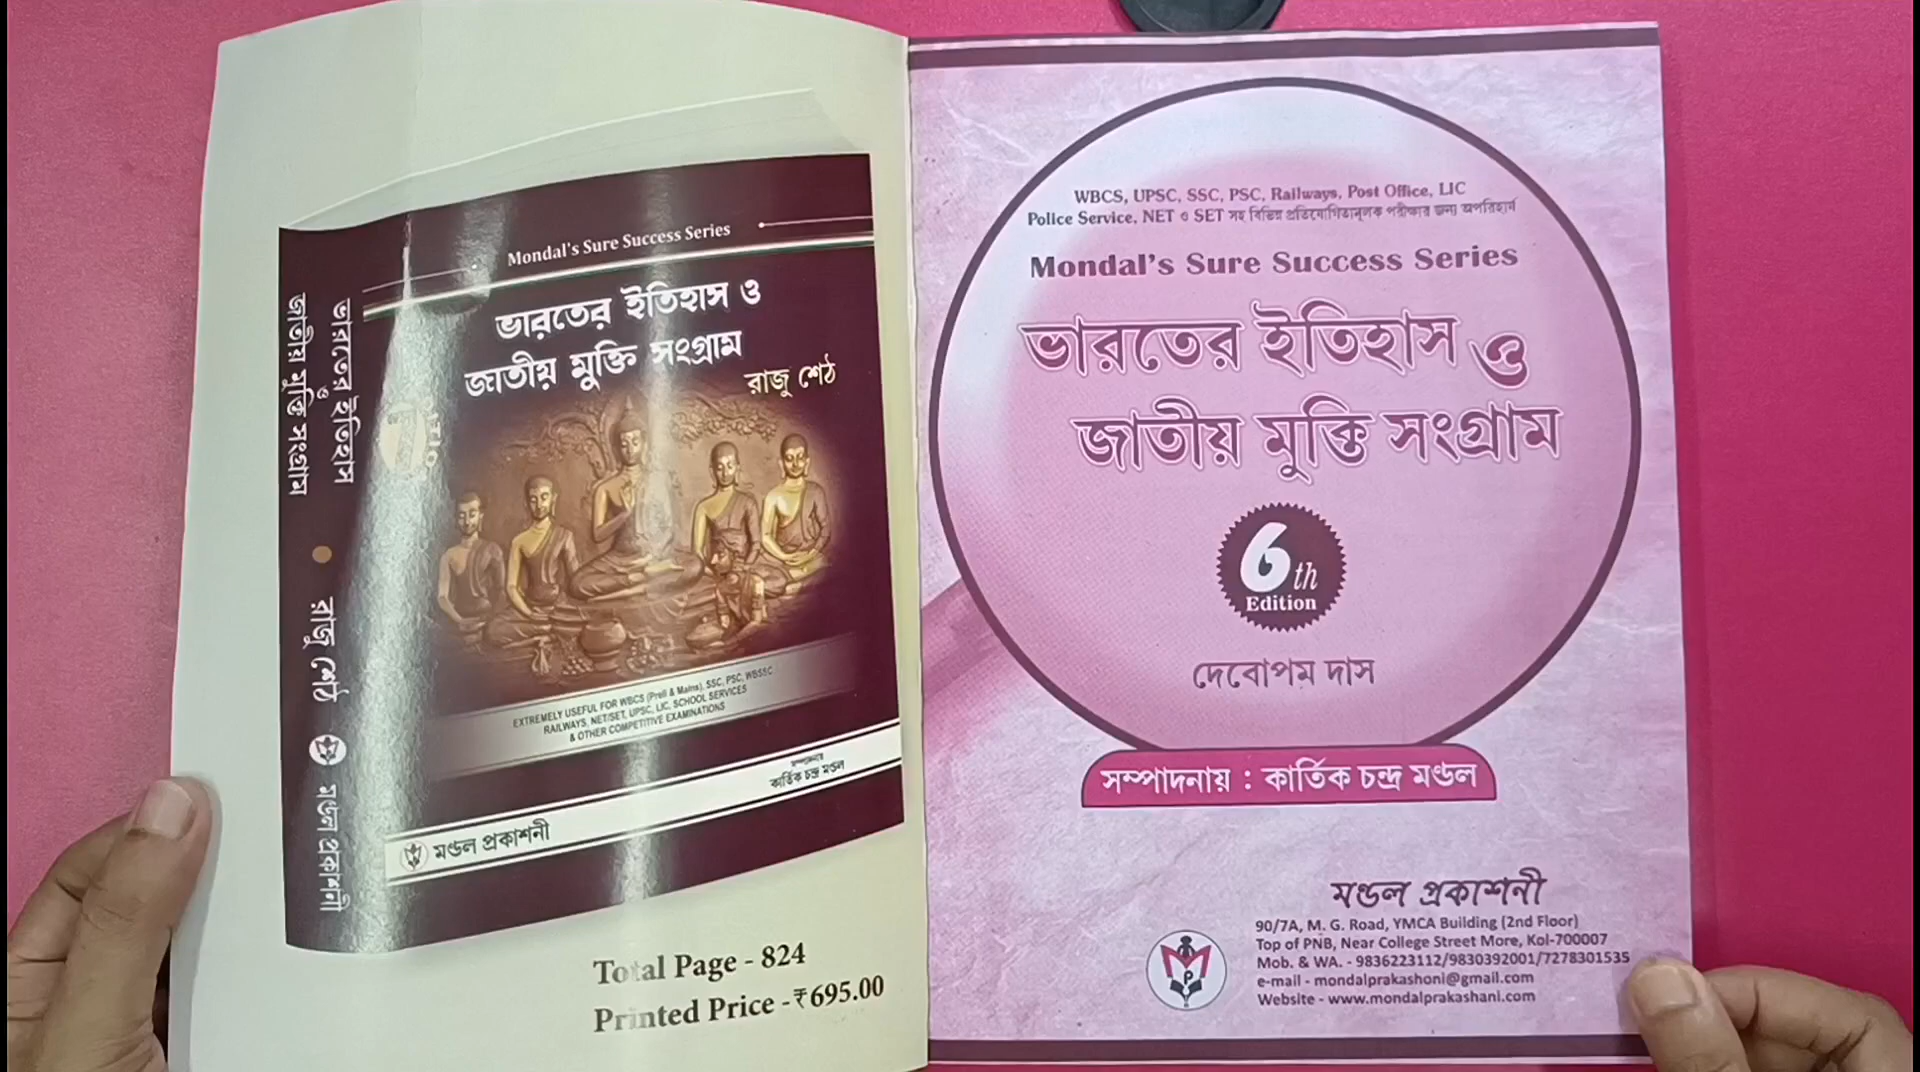 Mondal's Sure Success Series
ভারতের ইতিহাস ও
জাতীয় মুক্তি সংগ্রাম
রাজু শেঠ
EXTREMELY USEFUL FOR WBCS (Preli & Mains), SSC, PSC, WBSSC
RAILWAYS, NET/SET, UPSC, LIC, SCHOOL SERVICES
& OTHER COMPETITIVE EXAMINATIONS
সম্পাদনায়
কার্তিক চন্দ্র মণ্ডল
মণ্ডল প্রকাশনী
ভারতের ইতিহাস
ও
জাতীয় মুক্তি সংগ্রাম
রাজু শেঠ
মণ্ডল প্রকাশনী
Total Page - 824
Printed Price - ₹695.00
WBCS, UPSC, SSC, PSC, Railways, Post Office, LIC
Police Service, NET ও SET সহ বিভিন্ন প্রতিযোগিতামূলক পরীক্ষার জন্য অপরিহার্য
Mondal's Sure Success Series
ভারতের ইতিহাস ও
জাতীয় মুক্তি সংগ্রাম
6th
Edition
দেবোপম দাস
সম্পাদনায় : কার্তিক চন্দ্র মণ্ডল
মণ্ডল প্রকাশনী
90/7A, M. G. Road, YMCA Building (2nd Floor)
Top of PNB, Near College Street More, Kol-700007
Mob. & WA. - 9836223112/9830392001/7278301535
e-mail - mondalprakashoni@gmail.com
Website - www.mondalprakashani.com